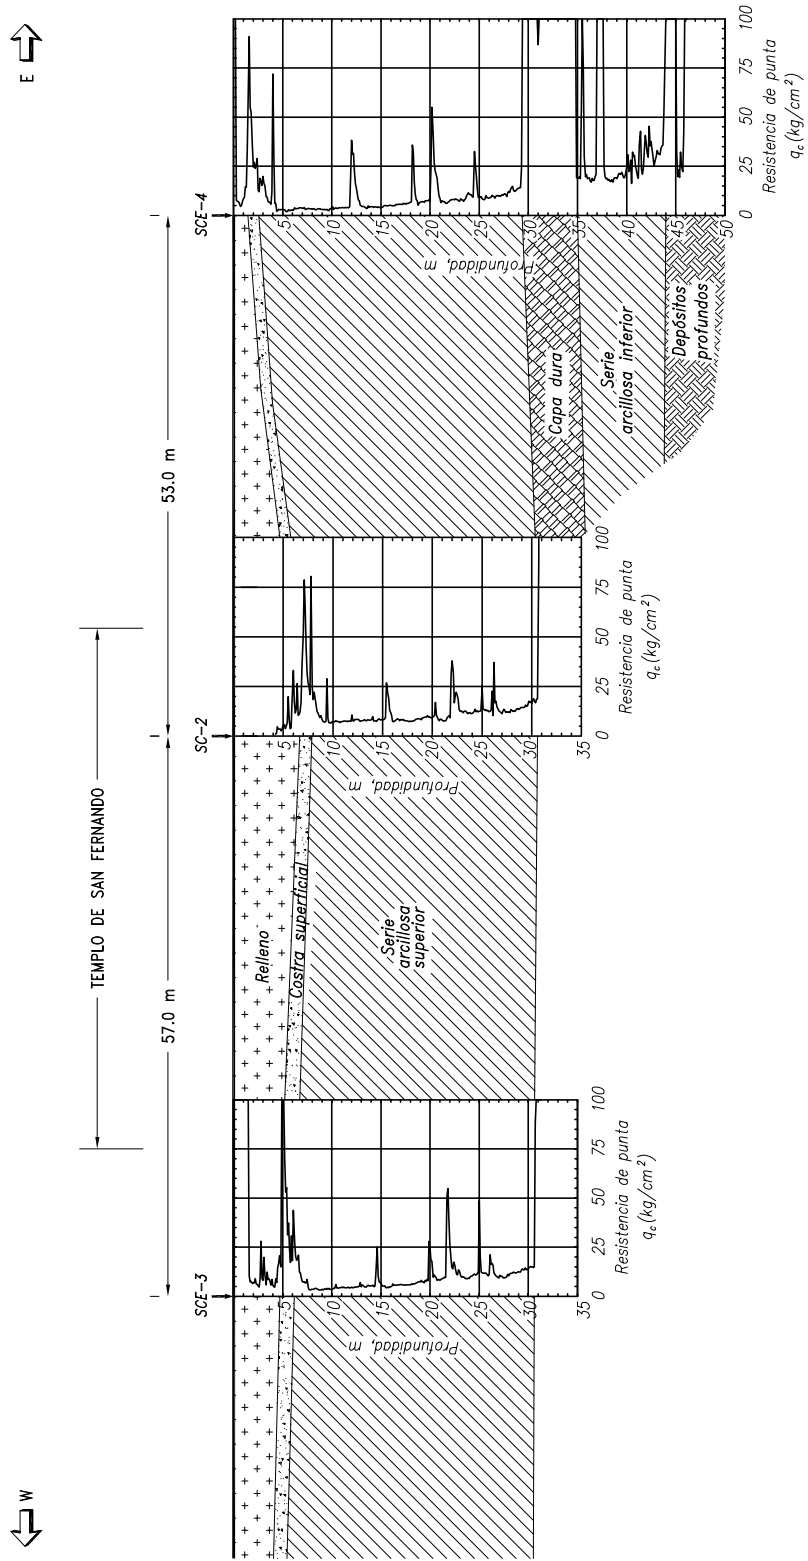 W
E
TEMPLO DE SAN FERNANDO
57.0 m
53.0 m
SCE-3
SC-2
SCE-4
Relleno
Costra superficial
Serie
arcillosa
superior
Capa dura
Serie
arcillosa inferior
Depósitos
profundos
5
10
15
20
25
30
35
Profundidad, m
0
25
50
75
100
Resistencia de punta
qc(kg/cm²)
5
10
15
20
25
30
35
Profundidad, m
0
25
50
75
100
Resistencia de punta
qc(kg/cm²)
5
10
15
20
25
30
35
40
45
50
Profundidad, m
0
25
50
75
100
Resistencia de punta
qc(kg/cm²)